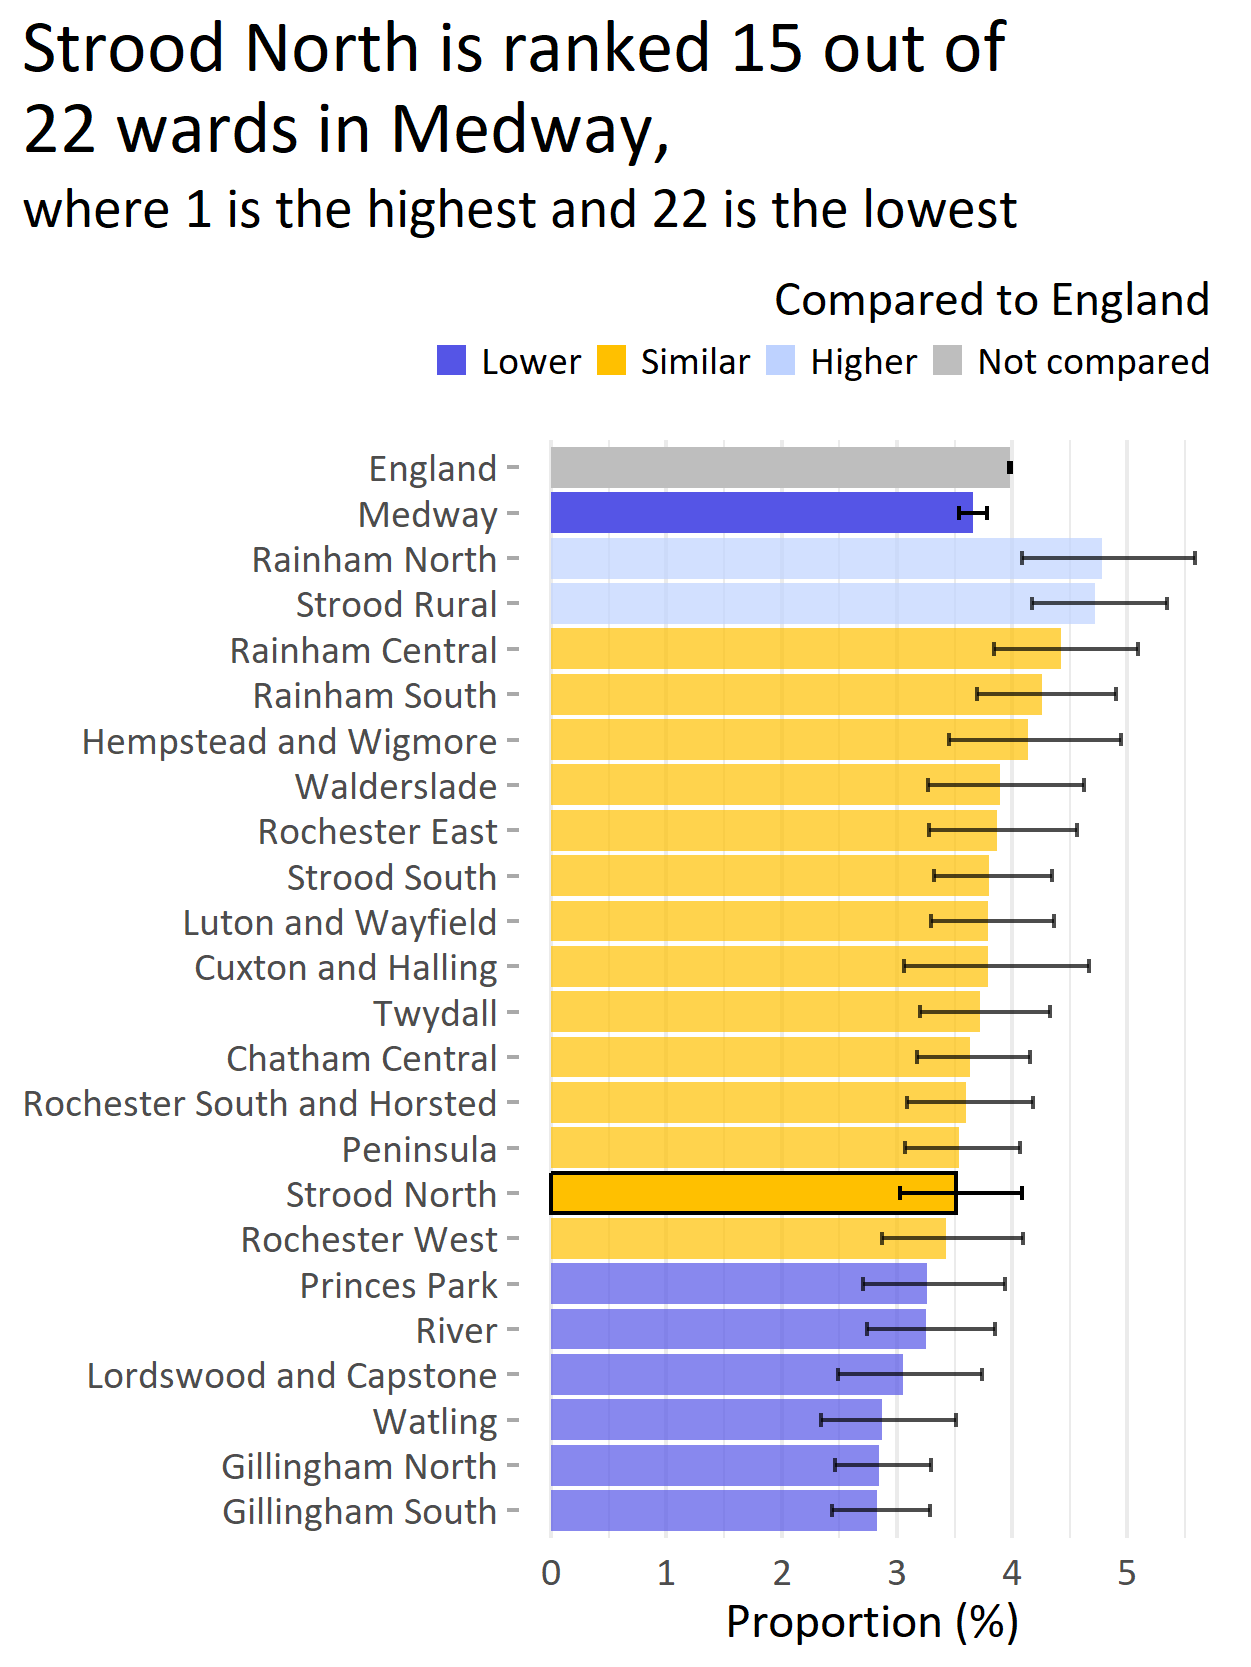 Strood North is ranked 15 out of
22 wards in Medway,
where 1 is the highest and 22 is the lowest
Compared to England
Lower Similar Higher Not compared
England
Medway
Rainham North
Strood Rural
Rainham Central
Rainham South
Hempstead and Wigmore
Walderslade
Rochester East
Strood South
Luton and Wayfield
Cuxton and Halling
Twydall
Chatham Central
Rochester South and Horsted
Peninsula
Strood North
Rochester West
Princes Park
River
Lordswood and Capstone
Watling
Gillingham North
Gillingham South
0 1 2 3 4 5
Proportion (%)